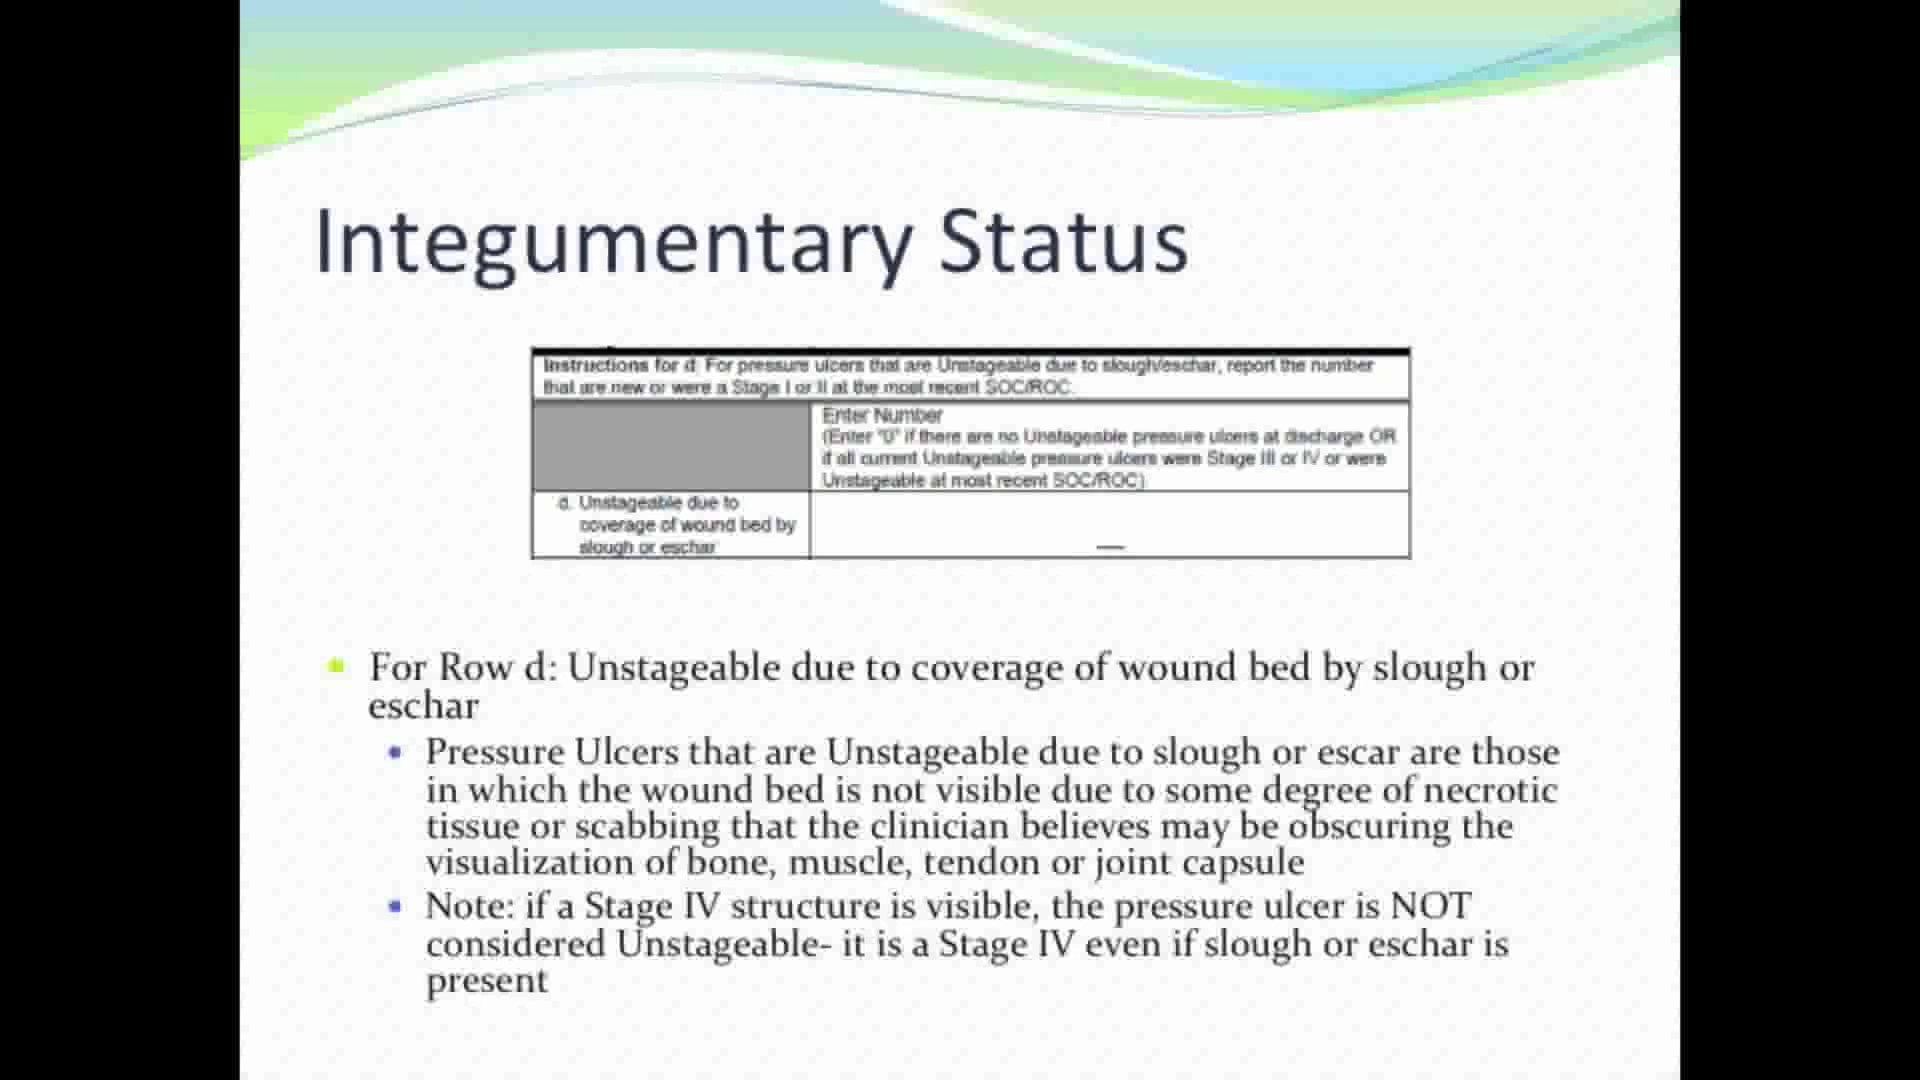 Integumentary Status
Instructions for d: For pressure ulcers that are Unstageable due to slough/eschar, report the number
that are new or were a Stage I or II at the most recent SOC/ROC.
Enter Number
(Enter "0" if there are no Unstageable pressure ulcers at discharge OR
if all current Unstageable pressure ulcers were Stage III or IV or were
Unstageable at most recent SOC/ROC)
d. Unstageable due to
coverage of wound bed by
slough or eschar
For Row d: Unstageable due to coverage of wound bed by slough or
eschar
Pressure Ulcers that are Unstageable due to slough or escar are those
in which the wound bed is not visible due to some degree of necrotic
tissue or scabbing that the clinician believes may be obscuring the
visualization of bone, muscle, tendon or joint capsule
Note: if a Stage IV structure is visible, the pressure ulcer is NOT
considered Unstageable- it is a Stage IV even if slough or eschar is
present